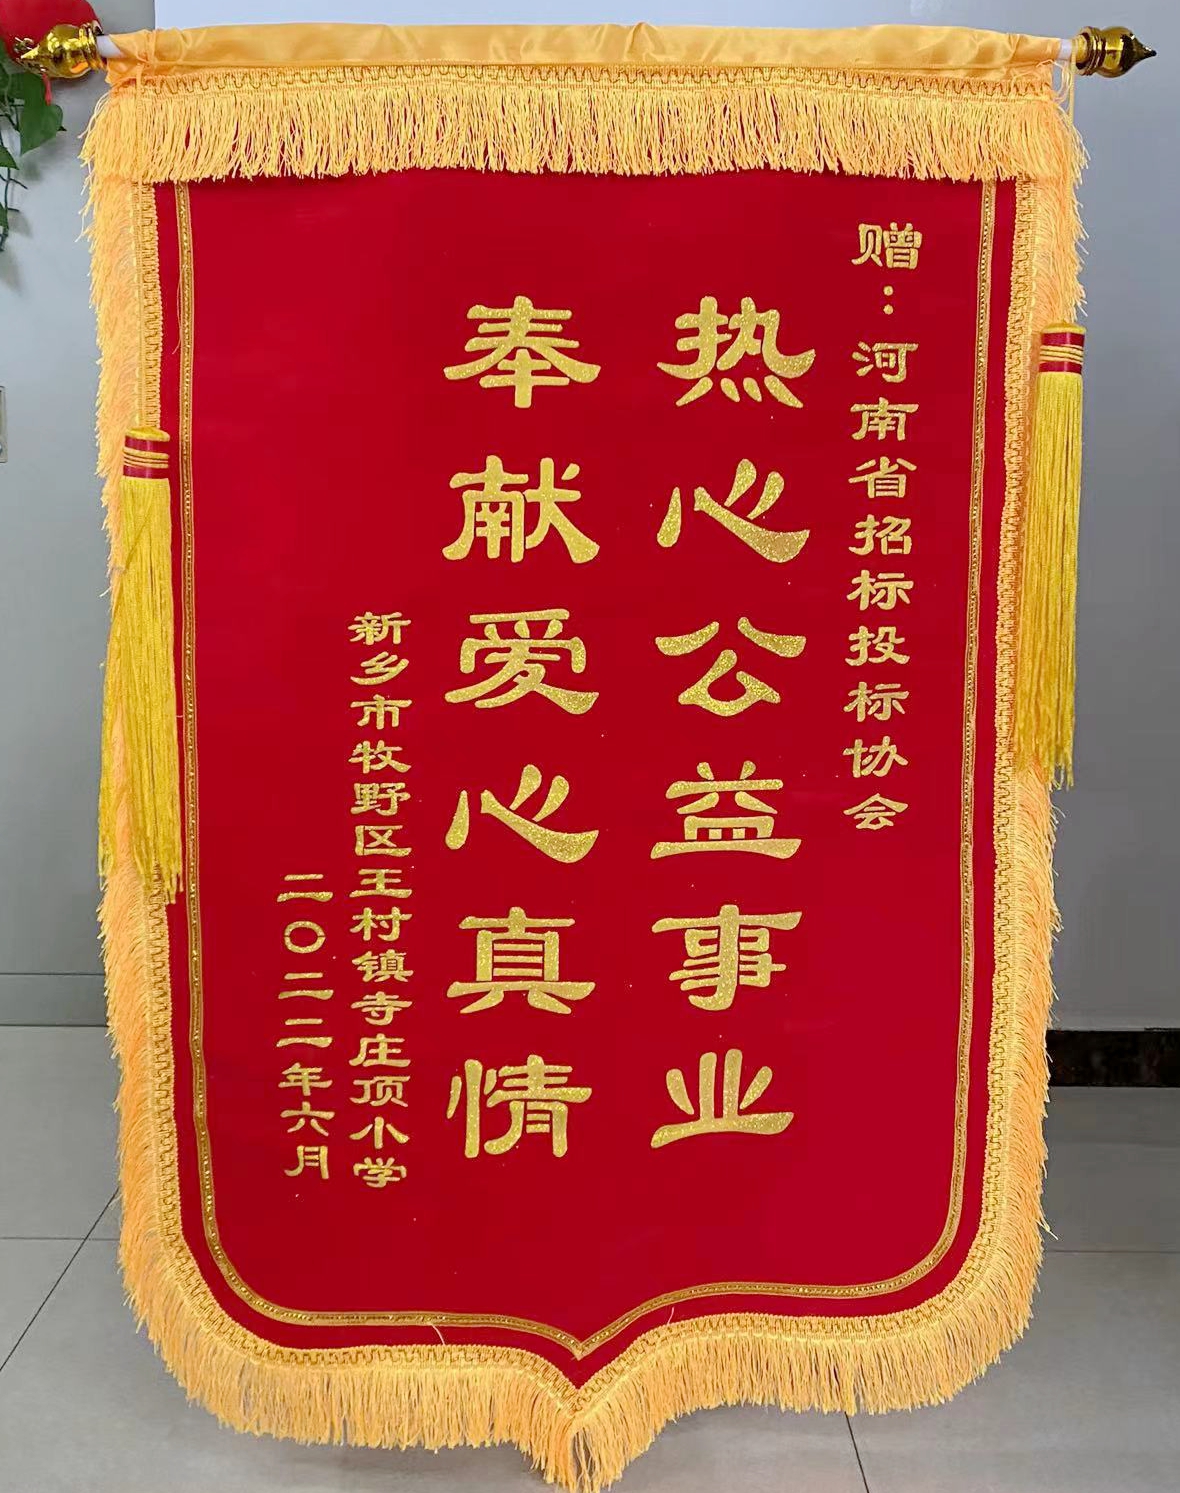 赠：河南省招标投标协会
热心公益事业
奉献爱心真情
新乡市牧野区王村镇寺庄顶小学
二〇二二年六月